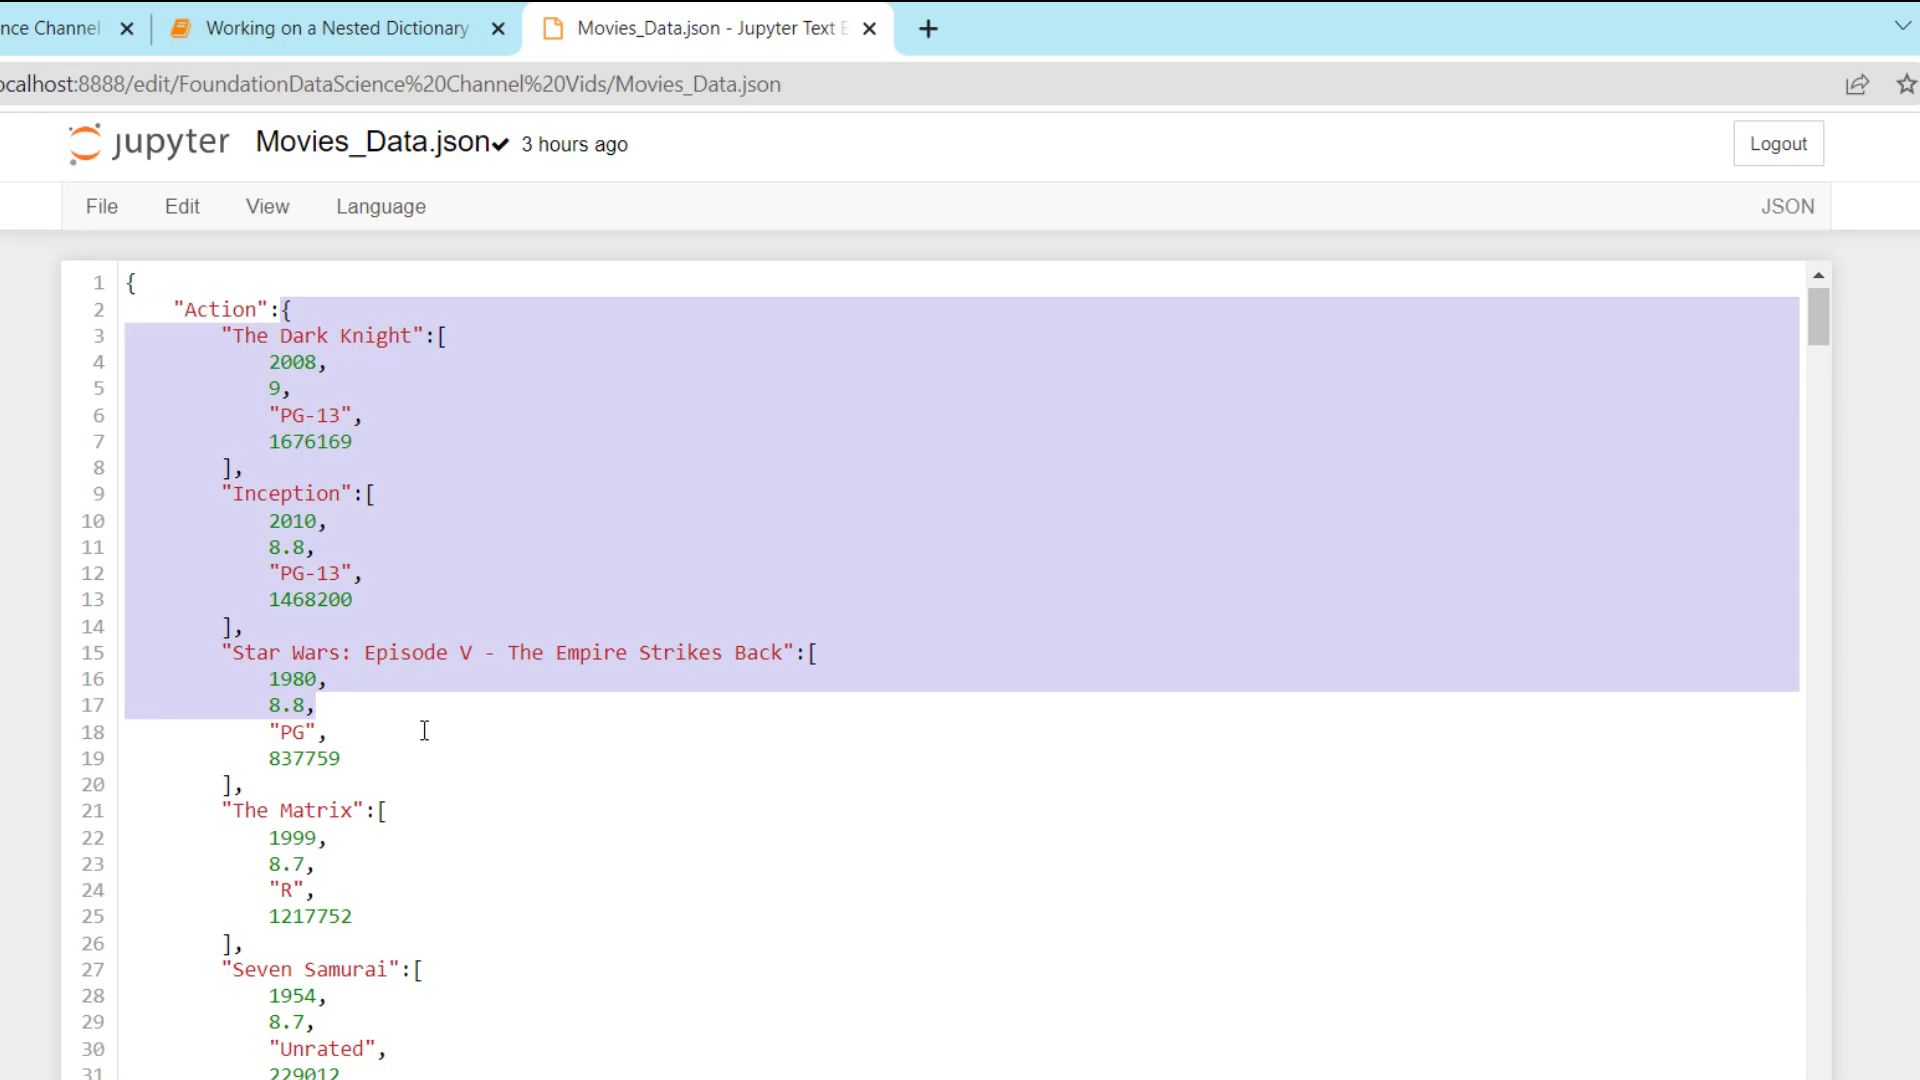 nce Channel
Working on a Nested Dictionary
Movies_Data.json - Jupyter Text E
ocalhost:8888/edit/FoundationDataScience%20Channel%20Vids/Movies_Data.json
jupyter Movies_Data.json✔ 3 hours ago
Logout
File Edit View Language JSON
1 {
2 "Action":{
3 "The Dark Knight":[
4 2008,
5 9,
6 "PG-13",
7 1676169
8 ],
9 "Inception":[
10 2010,
11 8.8,
12 "PG-13",
13 1468200
14 ],
15 "Star Wars: Episode V - The Empire Strikes Back":[
16 1980,
17 8.8,
18 "PG",
19 837759
20 ],
21 "The Matrix":[
22 1999,
23 8.7,
24 "R",
25 1217752
26 ],
27 "Seven Samurai":[
28 1954,
29 8.7,
30 "Unrated",
31 229012